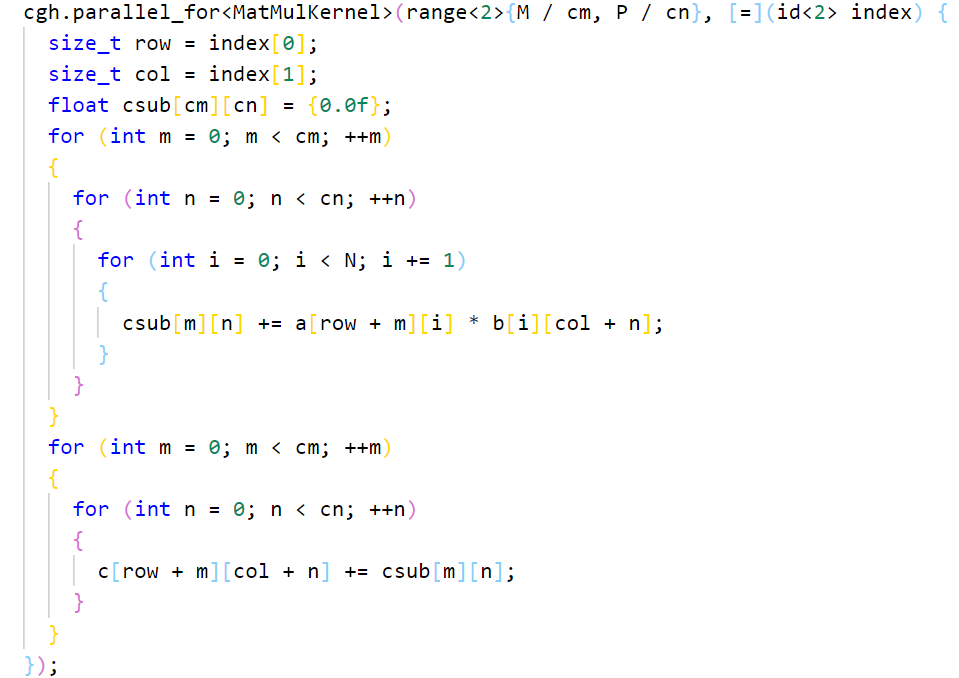 cgh.parallel_for<MatMulKernel>(range<2>{M / cm, P / cn}, [=](id<2> index) {
  size_t row = index[0];
  size_t col = index[1];
  float csub[cm][cn] = {0.0f};
  for (int m = 0; m < cm; ++m)
  {
    for (int n = 0; n < cn; ++n)
    {
      for (int i = 0; i < N; i += 1)
      {
        csub[m][n] += a[row + m][i] * b[i][col + n];
      }
    }
  }
  for (int m = 0; m < cm; ++m)
  {
    for (int n = 0; n < cn; ++n)
    {
      c[row + m][col + n] += csub[m][n];
    }
  }
});